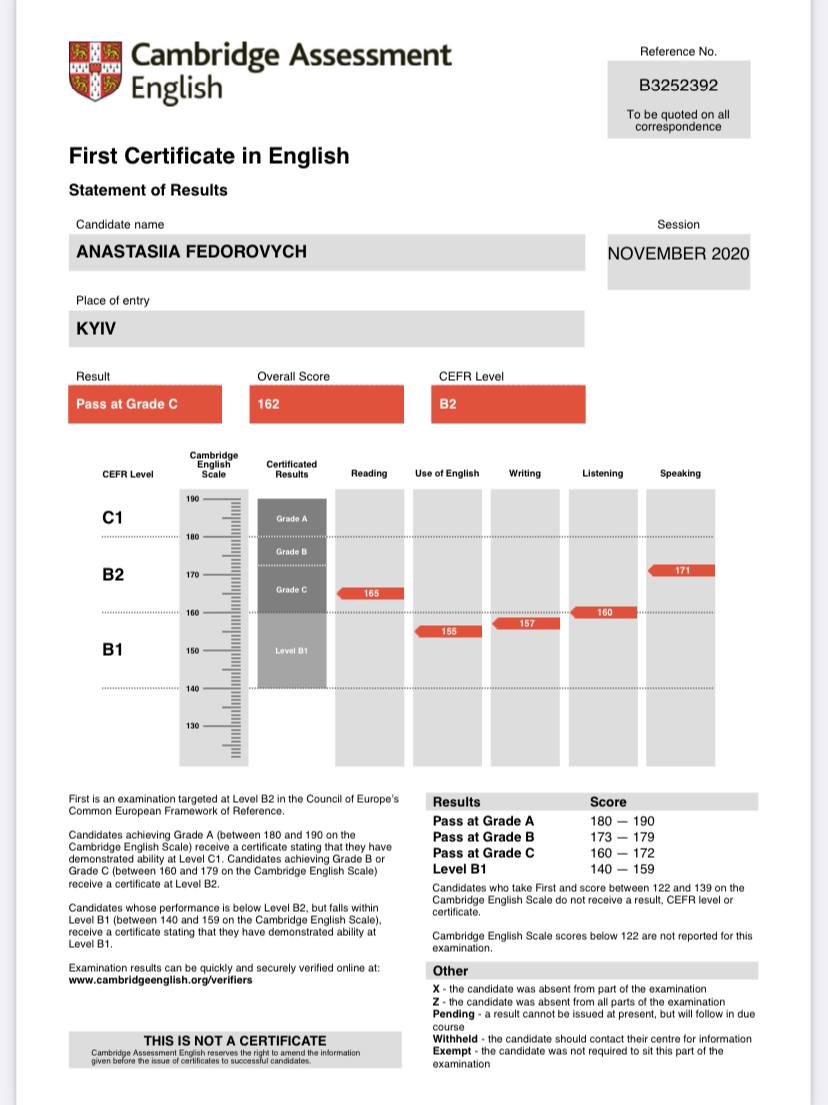 Cambridge Assessment
English
Reference No.
B3252392
To be quoted on all
correspondence
First Certificate in English
Statement of Results
Candidate name
ANASTASIIA FEDOROVYCH
Session
NOVEMBER 2020
Place of entry
KYIV
Result
Pass at Grade C
Overall Score
162
CEFR Level
B2
CEFR Level
Cambridge
English
Scale
Certificated
Results
Reading
Use of English
Writing
Listening
Speaking
C1
B2
B1
190
180
170
160
150
140
130
Grade A
Grade B
Grade C
Level B1
165
155
157
160
171
First is an examination targeted at Level B2 in the Council of Europe's
Common European Framework of Reference.
Candidates achieving Grade A (between 180 and 190 on the
Cambridge English Scale) receive a certificate stating that they have
demonstrated ability at Level C1. Candidates achieving Grade B or
Grade C (between 160 and 179 on the Cambridge English Scale)
receive a certificate at Level B2.
Candidates whose performance is below Level B2, but falls within
Level B1 (between 140 and 159 on the Cambridge English Scale),
receive a certificate stating that they have demonstrated ability at
Level B1.
Examination results can be quickly and securely verified online at:
www.cambridgeenglish.org/verifiers
THIS IS NOT A CERTIFICATE
Cambridge Assessment English reserves the right to amend the information
given before the issue of certificates to successful candidates.
Results Score
Pass at Grade A 180 — 190
Pass at Grade B 173 — 179
Pass at Grade C 160 — 172
Level B1 140 — 159
Candidates who take First and score between 122 and 139 on the
Cambridge English Scale do not receive a result, CEFR level or
certificate.
Cambridge English Scale scores below 122 are not reported for this
examination.
Other
X - the candidate was absent from part of the examination
Z - the candidate was absent from all parts of the examination
Pending - a result cannot be issued at present, but will follow in due
course
Withheld - the candidate should contact their centre for information
Exempt - the candidate was not required to sit this part of the
examination